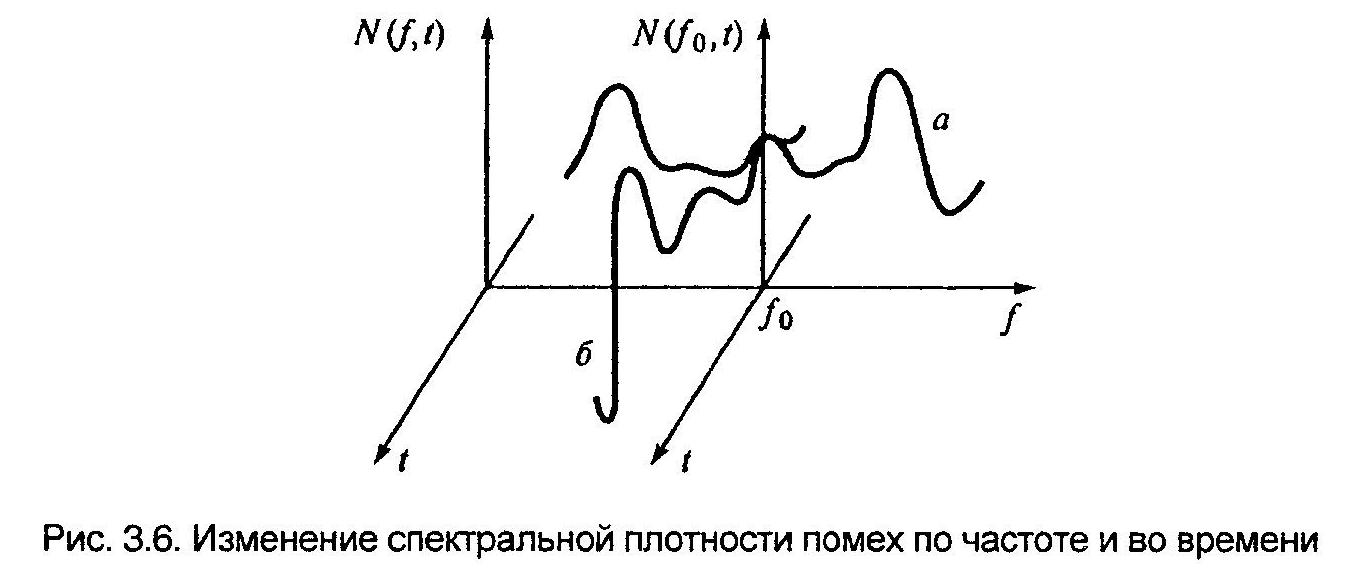 N(f,t)
N(f₀,t)
а
f₀
f
б
t
t
Рис. 3.6. Изменение спектральной плотности помех по частоте и во времени